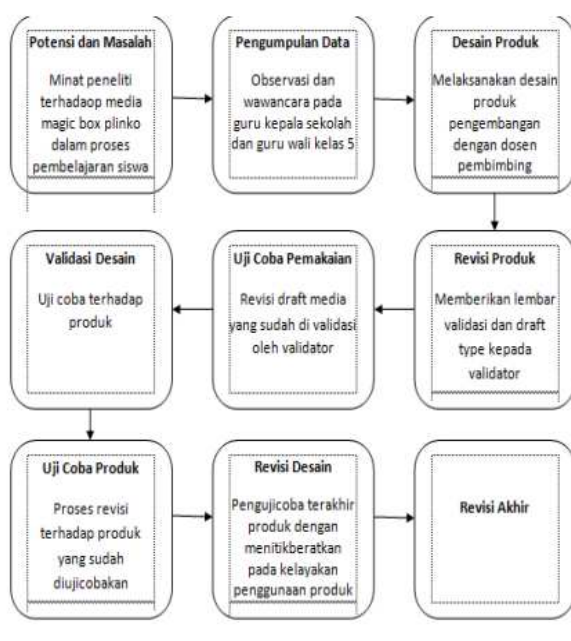 Potensi dan Masalah
Minat peneliti
terhadaop media
magic box plinko
dalam proses
pembelajaran siswa
Pengumpulan Data
Observasi dan
wawancara pada
guru kepala sekolah
dan guru wali kelas 5
Desain Produk
Melaksanakan desain
produk
pengembangan
dengan dosen
pembimbing
Validasi Desain
Uji coba terhadap
produk
Uji Coba Pemakaian
Revisi draft media
yang sudah di validasi
oleh validator
Revisi Produk
Memberikan lembar
validasi dan draft
type kepada
validator
Uji Coba Produk
Proses revisi
terhadap produk
yang sudah
diujicobakan
Revisi Desain
Pengujicoba terakhir
produk dengan
menitikberatkan
pada kelayakan
penggunaan produk
Revisi Akhir